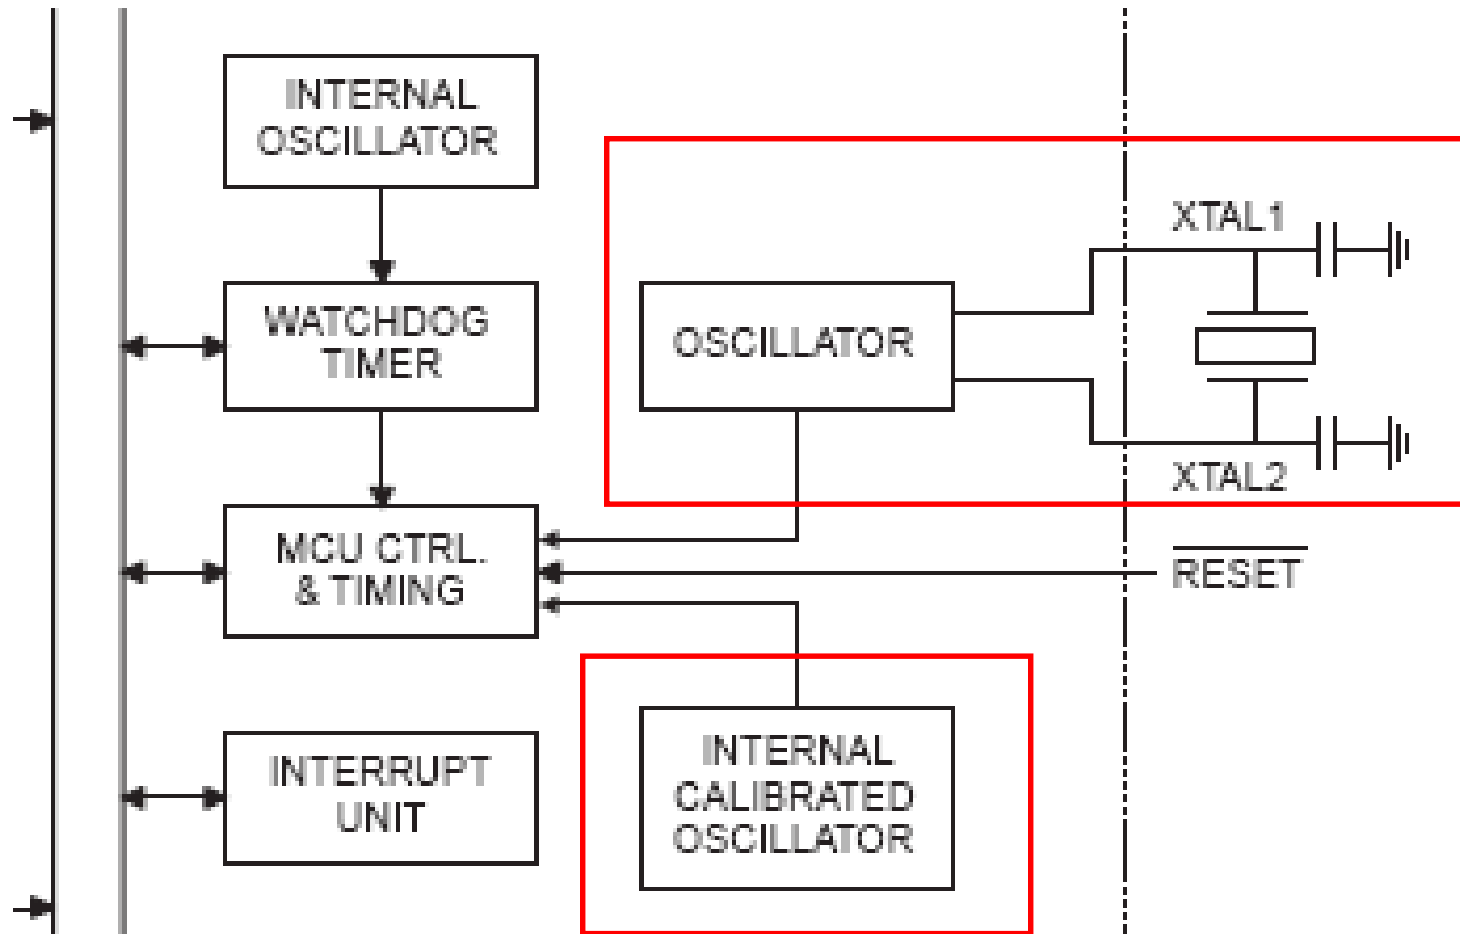 INTERNAL
OSCILLATOR
XTAL1
WATCHDOG
TIMER
OSCILLATOR
XTAL2
MCU CTRL.
& TIMING
RESET
INTERRUPT
UNIT
INTERNAL
CALIBRATED
OSCILLATOR